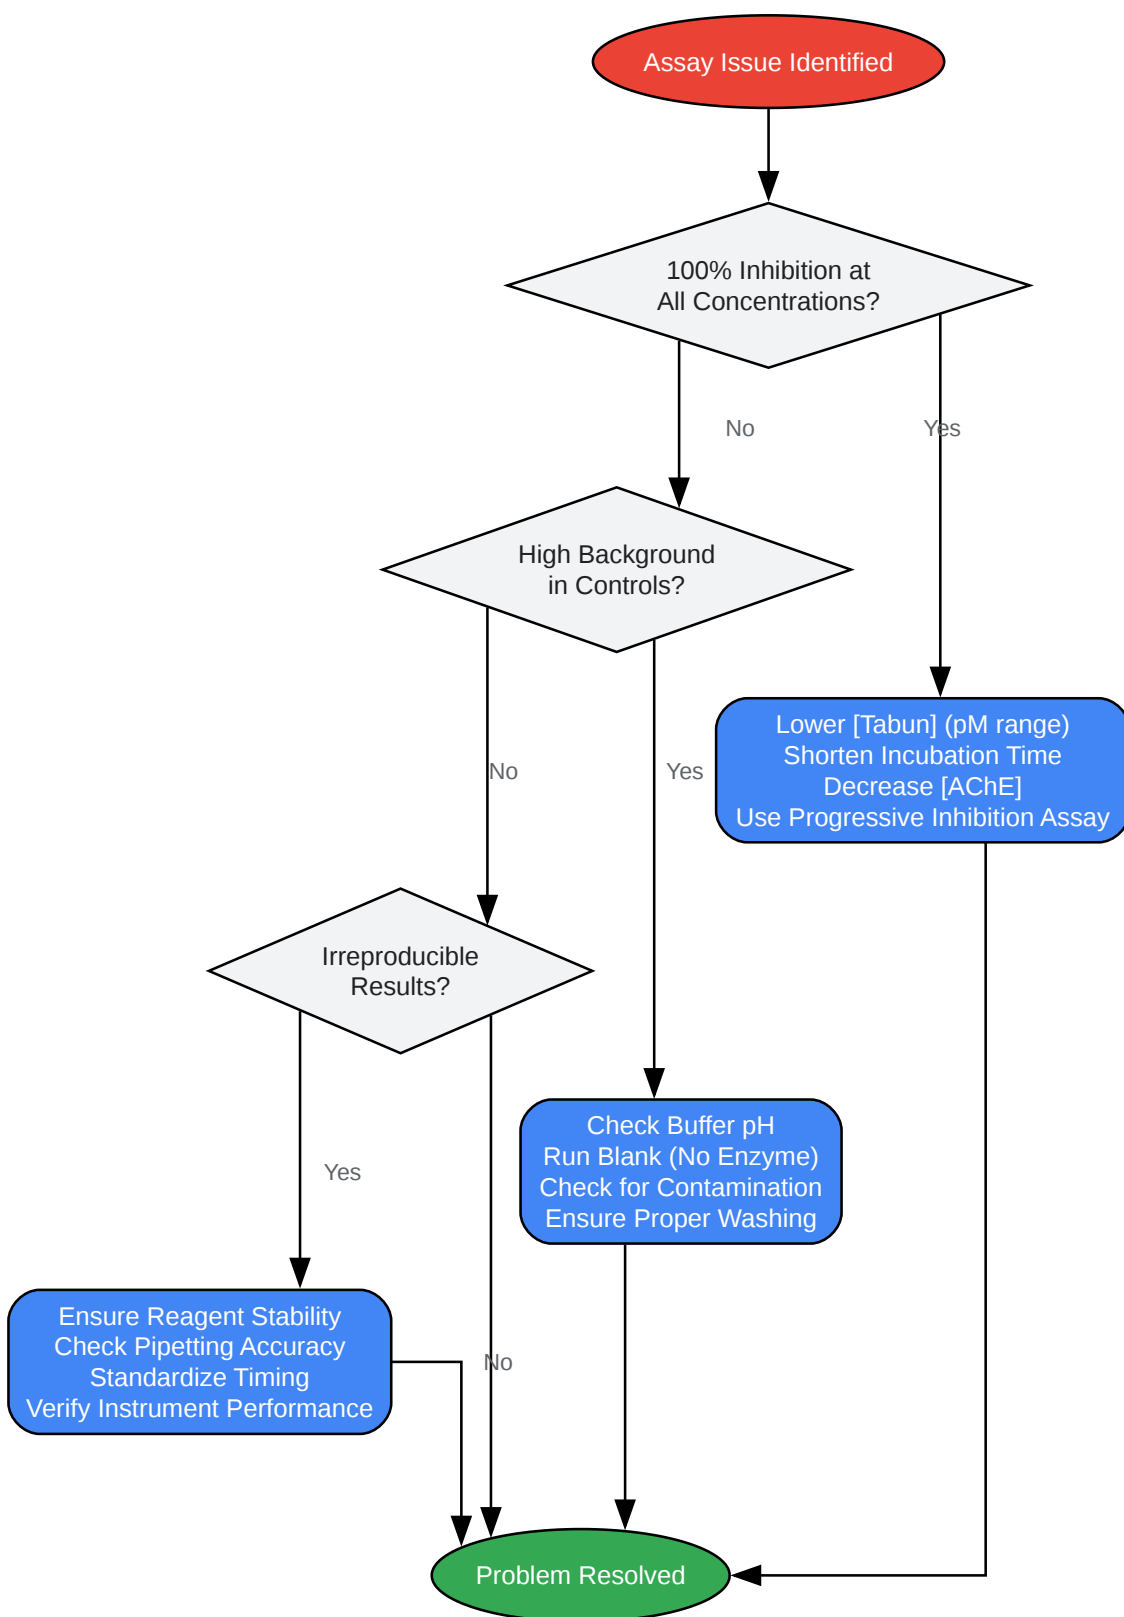 Assay Issue Identified
100% Inhibition at
All Concentrations?
No
Yes
High Background
in Controls?
Lower [Tabun] (pM range)
Shorten Incubation Time
Decrease [AChE]
Use Progressive Inhibition Assay
No
Yes
Irreproducible
Results?
Check Buffer pH
Run Blank (No Enzyme)
Check for Contamination
Ensure Proper Washing
Yes
Ensure Reagent Stability
Check Pipetting Accuracy
Standardize Timing
Verify Instrument Performance
No
Problem Resolved